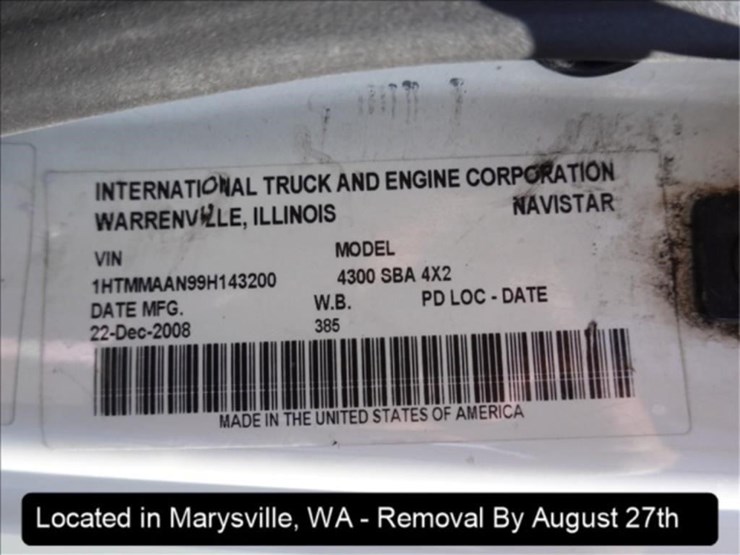 INTERNATIONAL TRUCK AND ENGINE CORPORATION
WARRENVILLE, ILLINOIS NAVISTAR
VIN MODEL
1HTMMAAN99H143200 4300 SBA 4X2
DATE MFG. W.B. PD LOC - DATE
22-Dec-2008 385
MADE IN THE UNITED STATES OF AMERICA
Located in Marysville, WA - Removal By August 27th